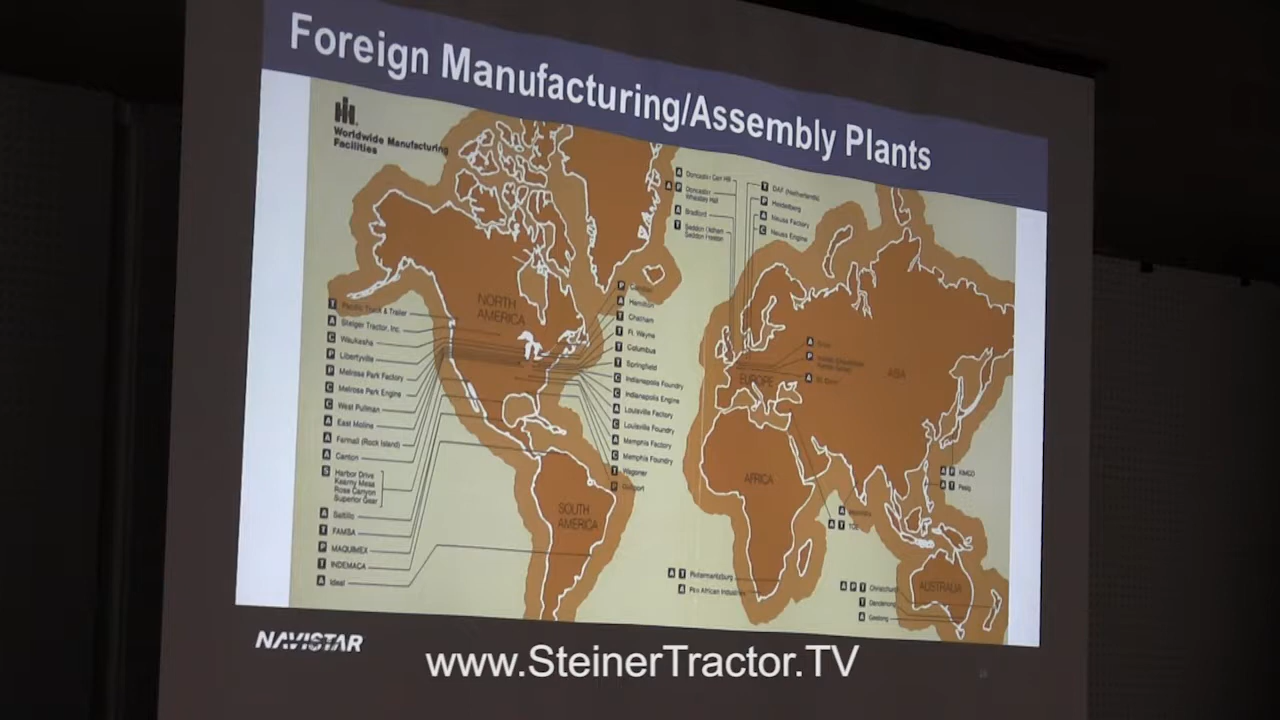 Foreign Manufacturing/Assembly Plants
Worldwide Manufacturing
Facilities
NORTH
AMERICA
SOUTH
AMERICA
EUROPE
AFRICA
ASIA
AUSTRALIA
T Pacific Truck & Trailer
A Steiger Tractor, Inc.
C Waukesha
P Libertyville
P Melrose Park Factory
C Melrose Park Engine
C West Pullman
A East Moline
A Farmall (Rock Island)
A Canton
S Harbor Drive
Kearny Mesa
Rose Canyon
Superior Gear
A Saltillo
T FAMSA
P MAQUIMEX
T INDEMACA
A Ideal
P
A Hamilton
T Chatham
T Ft. Wayne
T Columbus
T Springfield
C Indianapolis Foundry
C Indianapolis Engine
A Louisville Factory
C Louisville Foundry
A Memphis Factory
C Memphis Foundry
T Wagoner
P Gulfport
A Doncaster Carr Hill
A P Doncaster
Wheatley Hall
A Bradford
T Seddon Oldham
Seddon Preston
T DAF (Netherlands)
P Heidelberg
A Neuss Factory
C Neuss Engine
A
P
A St. Dizier
A P KIMCO
A T
A
A T
A T Pietermaritzburg
A Pan African Industries
A P T Christchurch
T Dandenong
A Geelong
NAVISTAR
www.SteinerTractor.TV